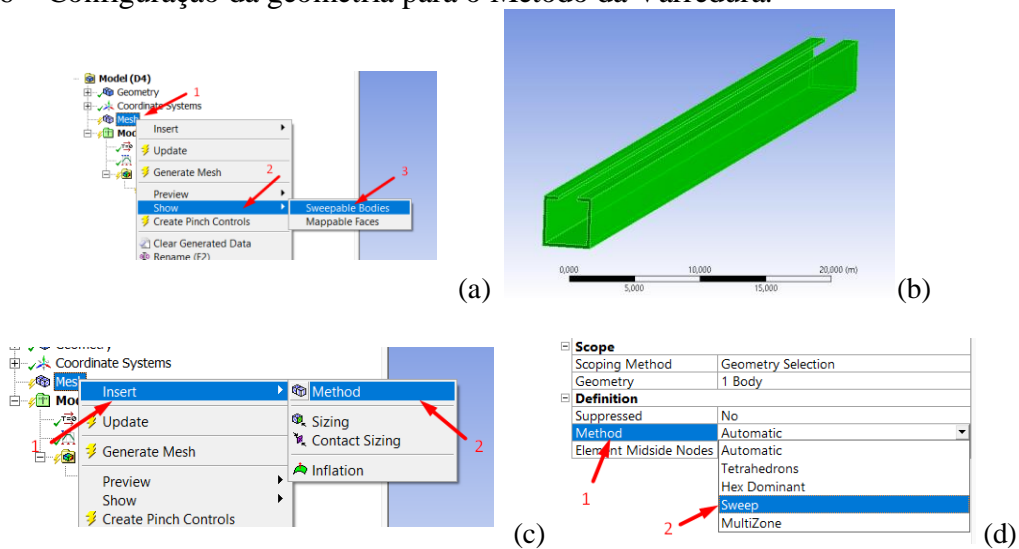 Configuração da geometria para o Método da Varredura.
Model (D4)
Geometry
1
Coordinate Systems
Mesh
Insert
Update
Generate Mesh
2
3
Preview
Show
Sweepable Bodies
Create Pinch Controls
Mappable Faces
Clear Generated Data
Rename (F2)
(a)
0,000
10,000
20,000 (m)
5,000
15,000
(b)
Geometry
Coordinate Systems
Insert
Method
Update
Sizing
Contact Sizing
1
2
Generate Mesh
Inflation
Preview
Show
Create Pinch Controls
(c)
Scope
Scoping Method
Geometry Selection
Geometry
1 Body
Definition
Suppressed
No
Method
Automatic
Element Midside Nodes
Automatic
Tetrahedrons
1
Hex Dominant
Sweep
2
MultiZone
(d)